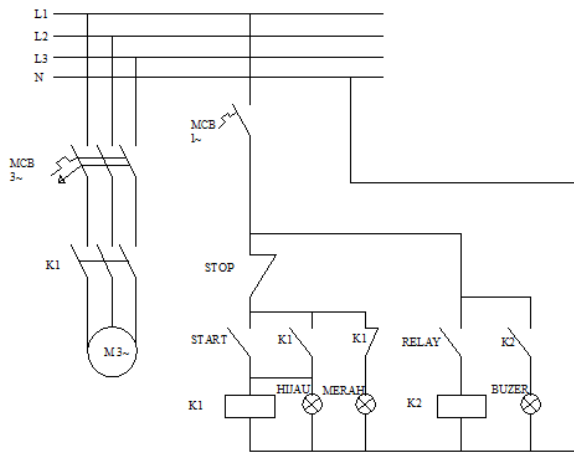 L1
L2
L3
N
MCB
1~
MCB
3~
K1
STOP
START
K1
K1
RELAY
K2
M 3~
HIJAU
MERAH
BUZER
K1
K2